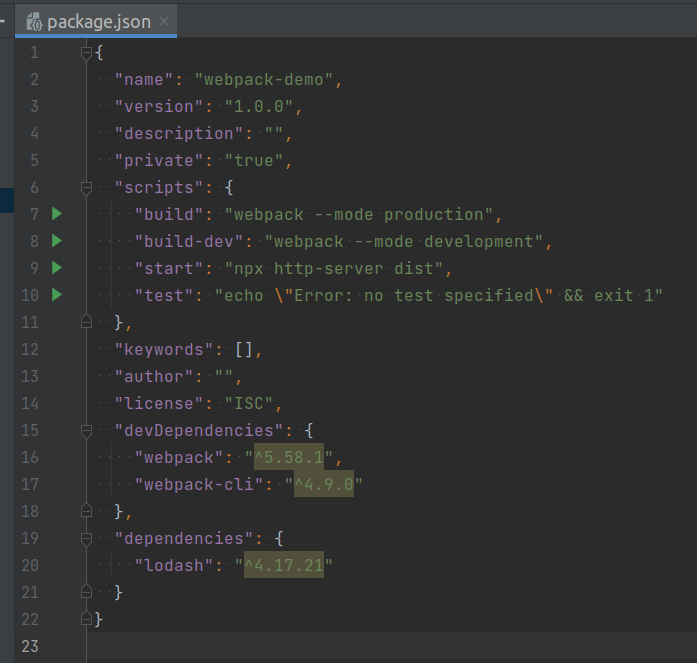 package.json
1 {
2 "name": "webpack-demo",
3 "version": "1.0.0",
4 "description": "",
5 "private": "true",
6 "scripts": {
7 "build": "webpack --mode production",
8 "build-dev": "webpack --mode development",
9 "start": "npx http-server dist",
10 "test": "echo \"Error: no test specified\" && exit 1"
11 },
12 "keywords": [],
13 "author": "",
14 "license": "ISC",
15 "devDependencies": {
16 "webpack": "^5.58.1",
17 "webpack-cli": "^4.9.0"
18 },
19 "dependencies": {
20 "lodash": "^4.17.21"
21 }
22 }
23